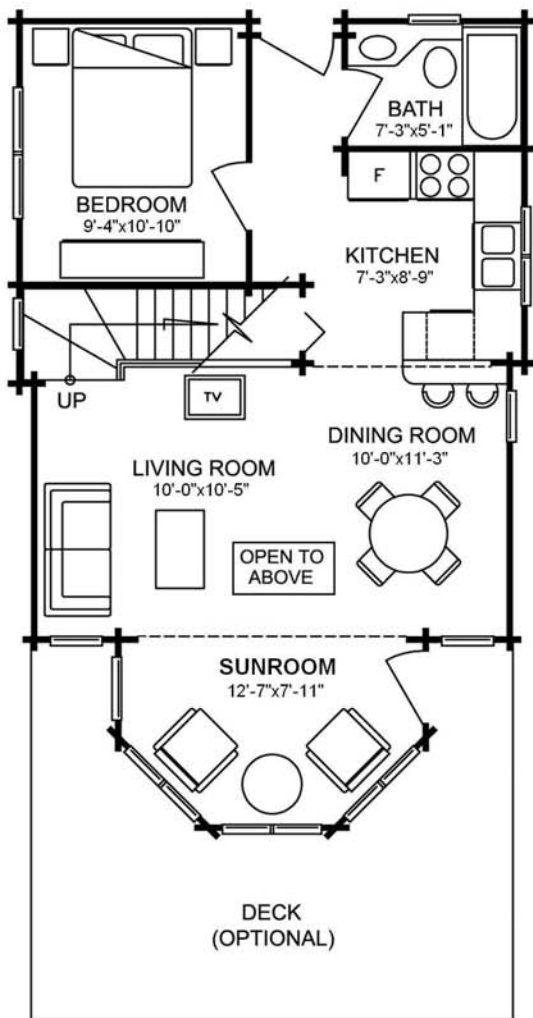 BATH
7'-3"x5'-1"
BEDROOM
9'-4"x10'-10"
F
KITCHEN
7'-3"x8'-9"
UP
TV
DINING ROOM
10'-0"x11'-3"
LIVING ROOM
10'-0"x10'-5"
OPEN TO
ABOVE
SUNROOM
12'-7"x7'-11"
DECK
(OPTIONAL)